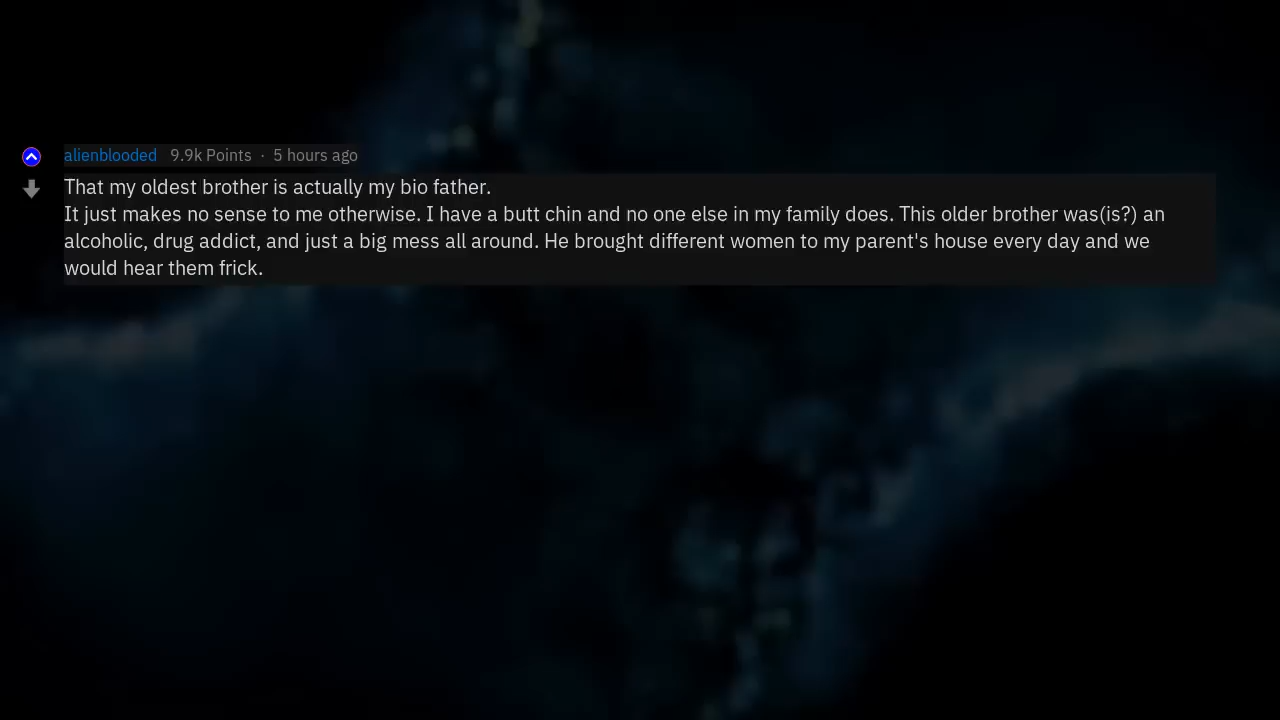 alienblooded 9.9k Points · 5 hours ago
That my oldest brother is actually my bio father.
It just makes no sense to me otherwise. I have a butt chin and no one else in my family does. This older brother was(is?) an
alcoholic, drug addict, and just a big mess all around. He brought different women to my parent's house every day and we
would hear them frick.